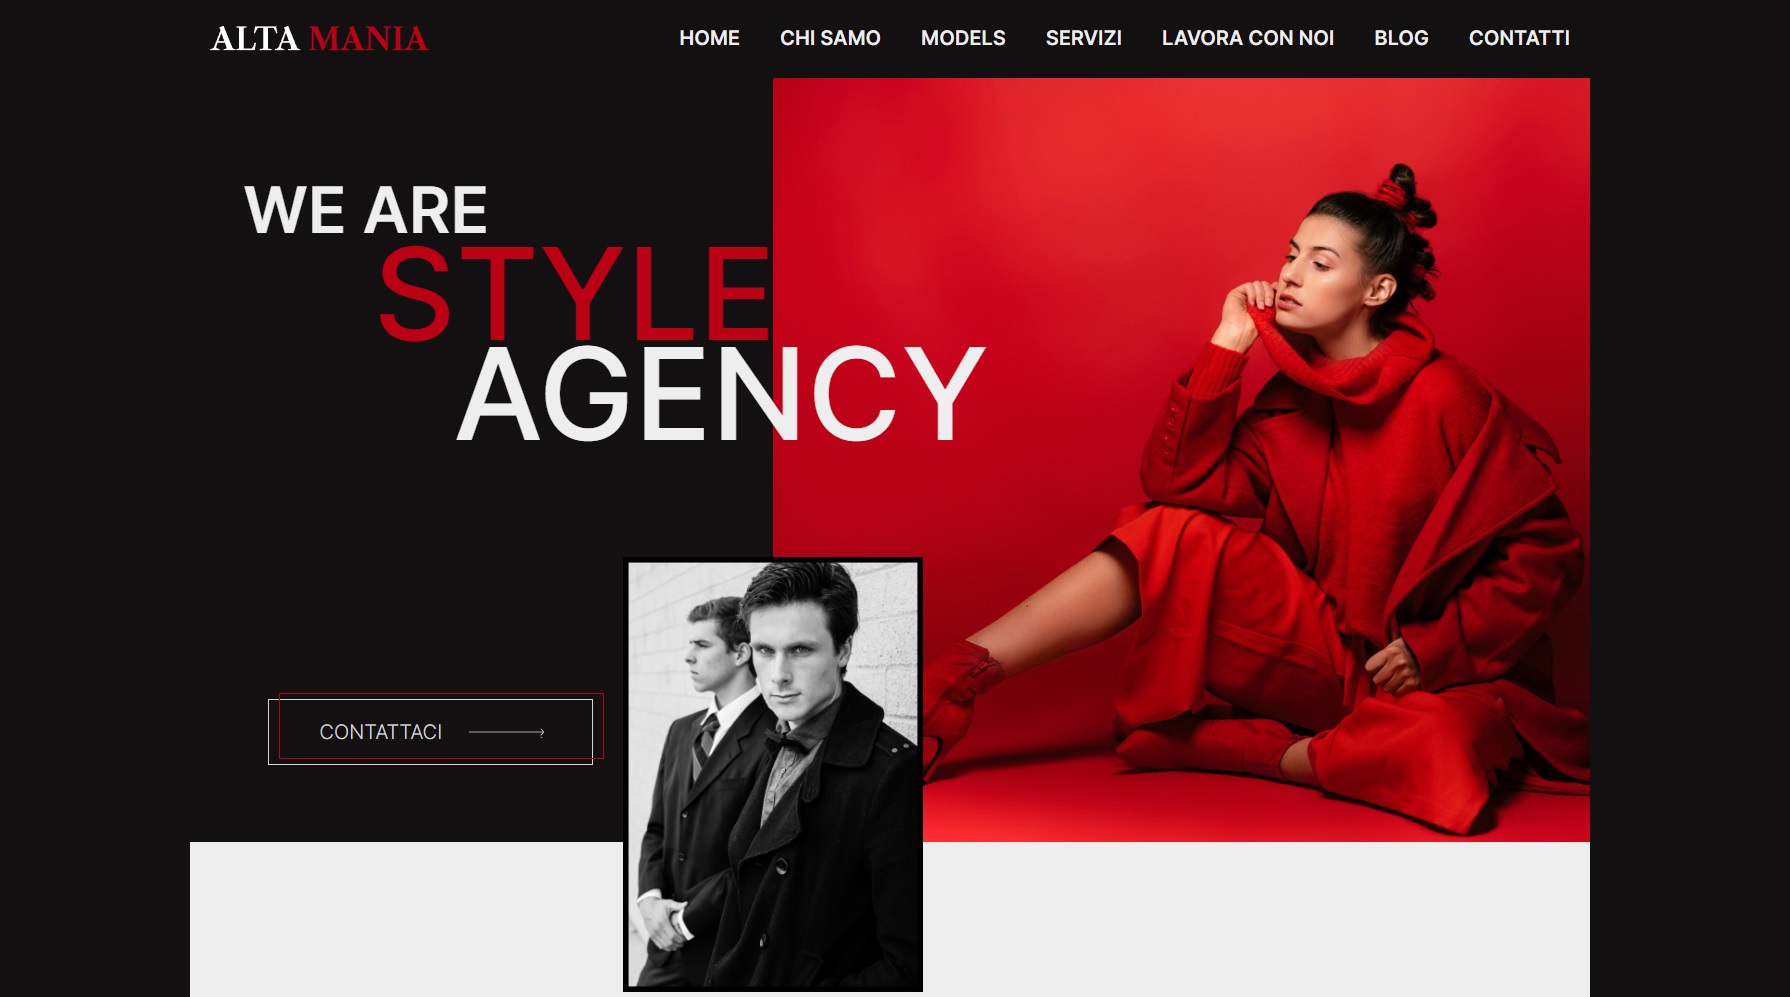 ALTA MANIA
HOME CHI SAMO MODELS SERVIZI LAVORA CON NOI BLOG CONTATTI
WE ARE
STYLE
AGENCY
CONTATTACI